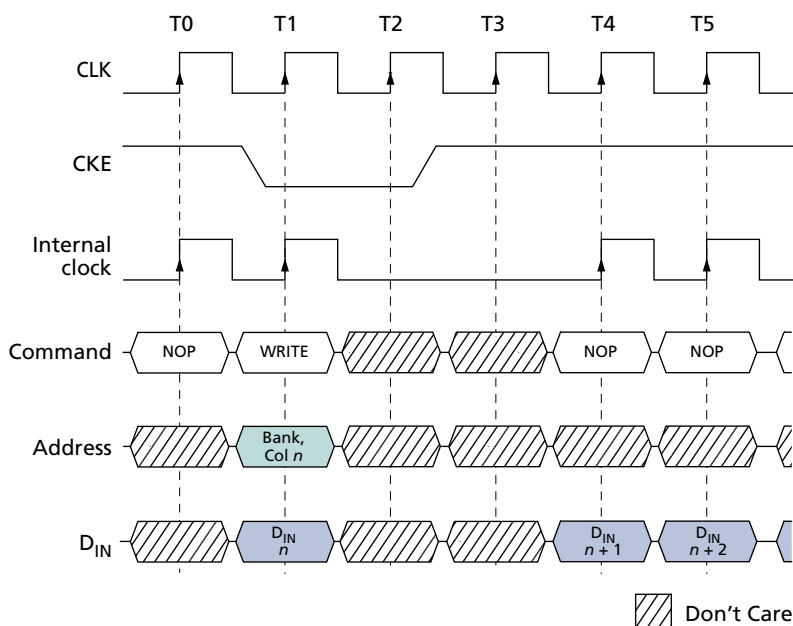 T0 T1 T2 T3 T4 T5
CLK
CKE
Internal
clock
Command NOP WRITE NOP NOP
Address Bank,
Col n
DIN DIN
n DIN
n + 1 DIN
n + 2
Don't Care